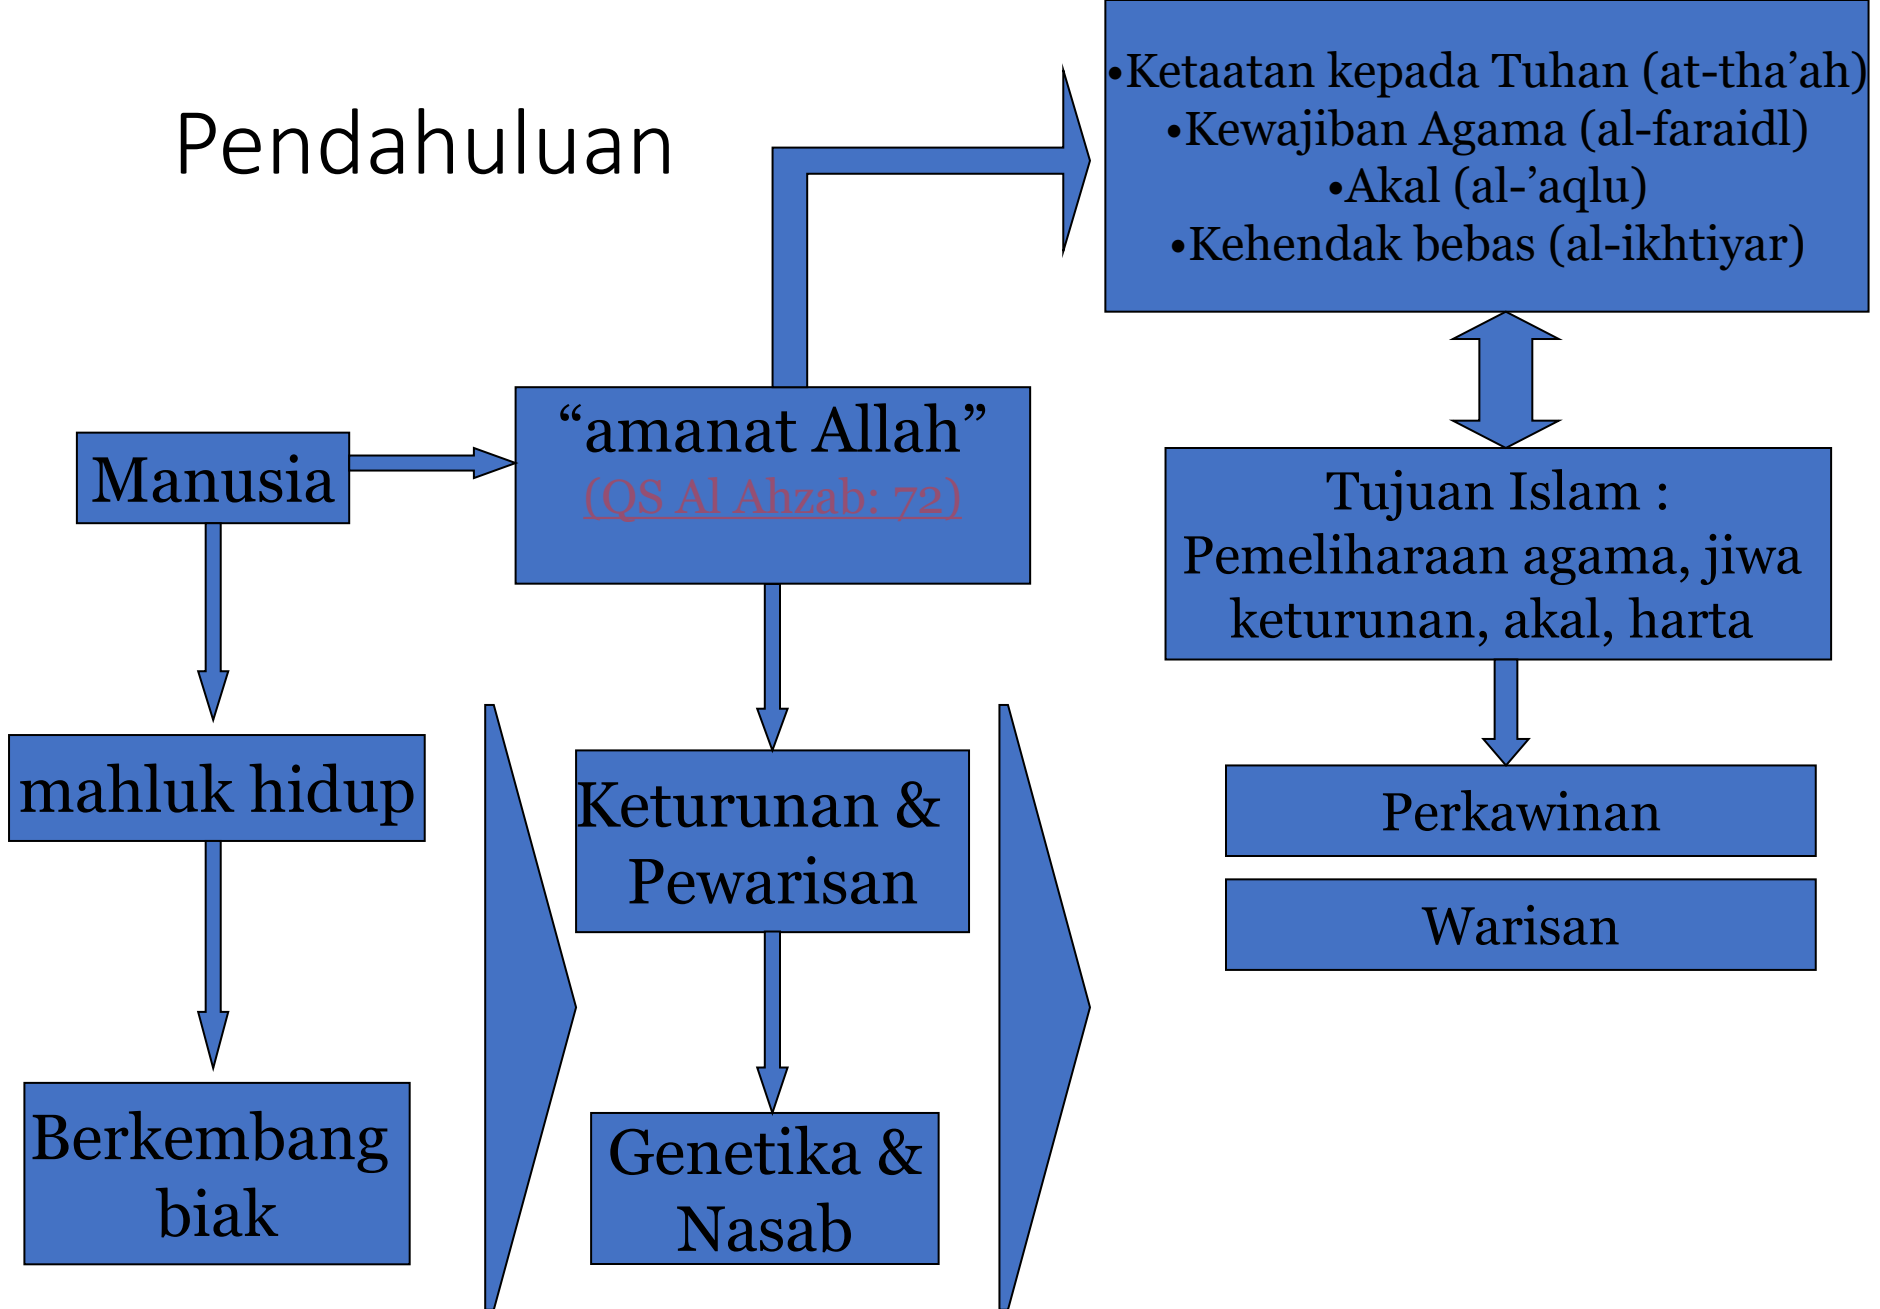 Pendahuluan
•Ketaatan kepada Tuhan (at-tha’ah)
•Kewajiban Agama (al-faraidl)
•Akal (al-’aqlu)
•Kehendak bebas (al-ikhtiyar)
Manusia
“amanat Allah”
(QS Al Ahzab: 72)
Tujuan Islam :
Pemeliharaan agama, jiwa
keturunan, akal, harta
mahluk hidup
Keturunan &
Pewarisan
Perkawinan
Warisan
Berkembang
biak
Genetika &
Nasab